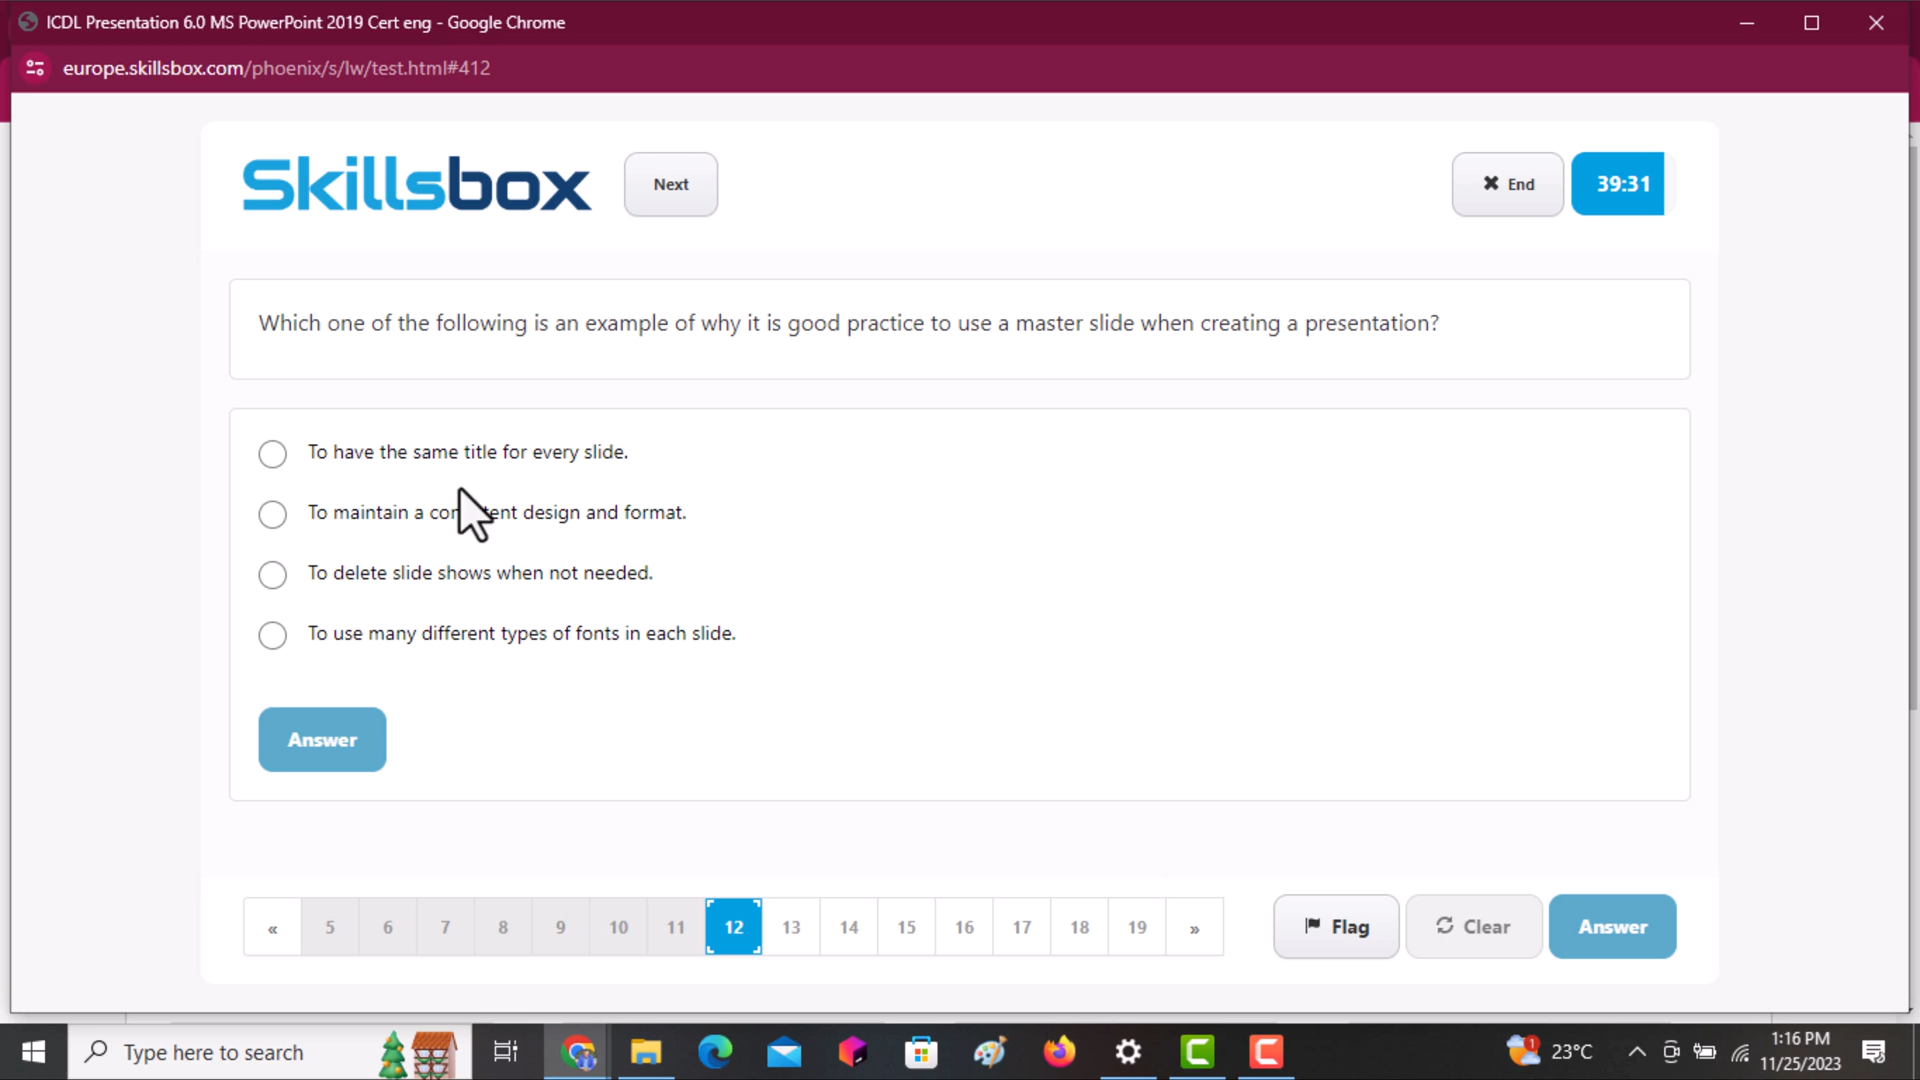 ICDL Presentation 6.0 MS PowerPoint 2019 Cert eng - Google Chrome
europe.skillsbox.com/phoenix/s/lw/test.html#412
Skillsbox
Next
✖ End
39:31
Which one of the following is an example of why it is good practice to use a master slide when creating a presentation?
To have the same title for every slide.
To maintain a con tent design and format.
To delete slide shows when not needed.
To use many different types of fonts in each slide.
Answer
« 5 6 7 8 9 10 11 12 13 14 15 16 17 18 19 »
Flag
Clear
Answer
Type here to search
1
23°C
1:16 PM
11/25/2023